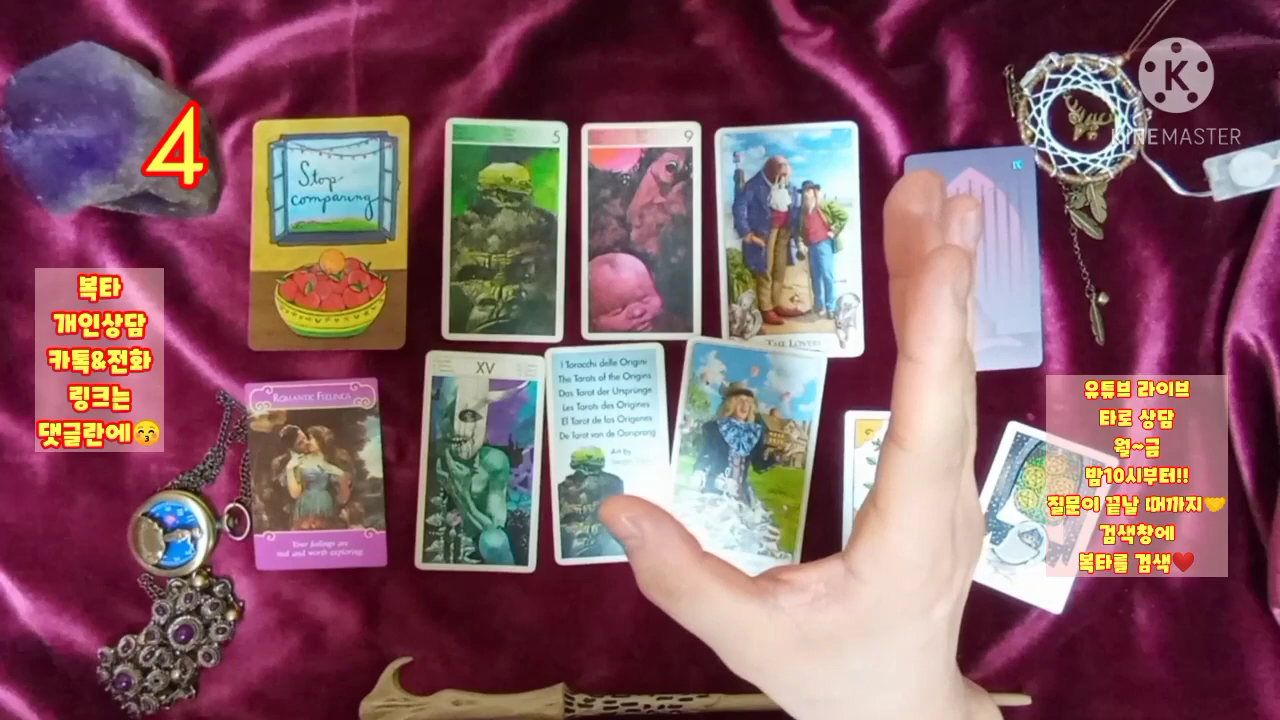 4
Stop
comparing
5
9
THE LOVERS
IV
KINEMASTER
복타
개인상담
카톡&전화
링크는
댓글란에😚
ROMANTIC FEELINGS
Your feelings are
real and worth exploring.
XV
I Tarocchi delle Origini
The Tarots of the Origins
Das Tarot der Ursprünge
Les Tarots des Origines
El Tarot de los Orígenes
De Tarot van de Oorsprong
Art by
유튜브 라이브
타로 상담
월~금
밤10시부터!!
질문이 끝날 때까지🤝
검색창에
복타를 검색❤️